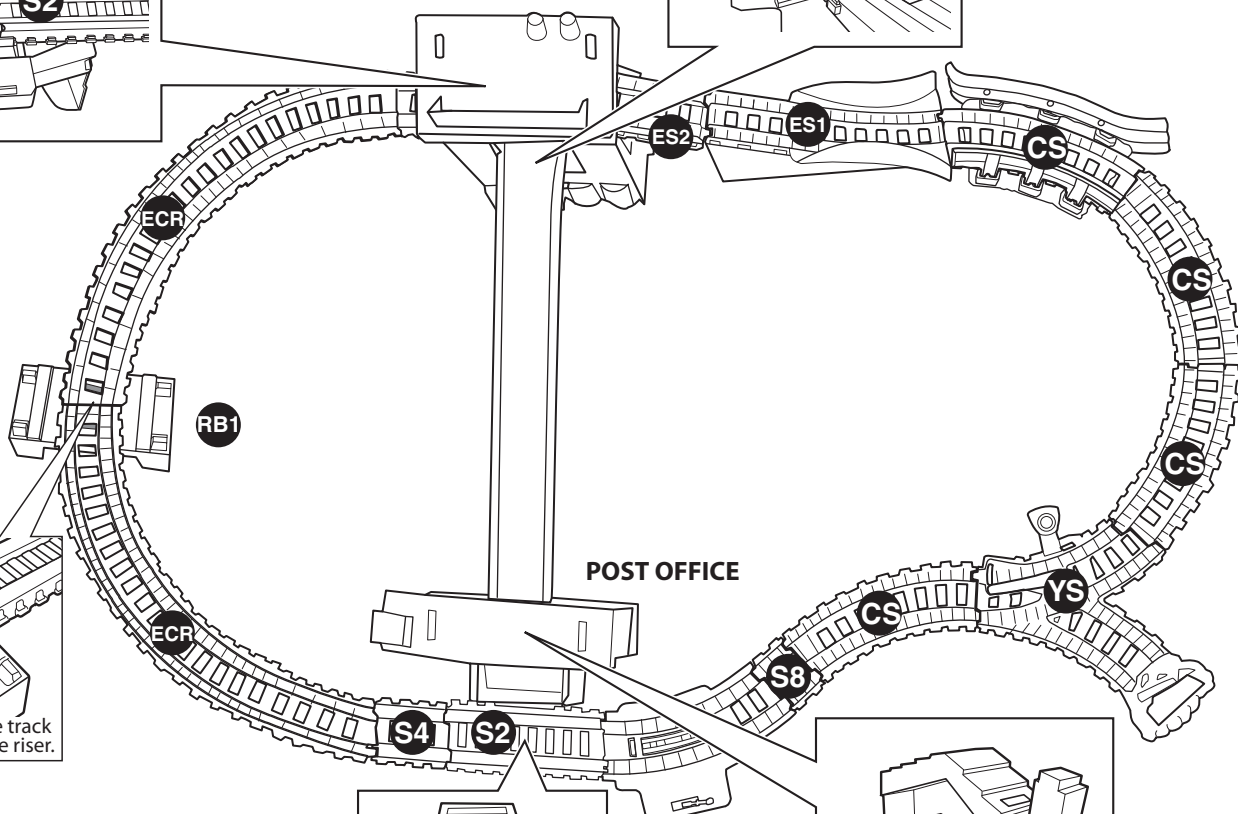 S2
ES2
ES1
CS
ECR
CS
RB1
CS
POST OFFICE
YS
CS
ECR
S8
S4
S2
track
e riser.